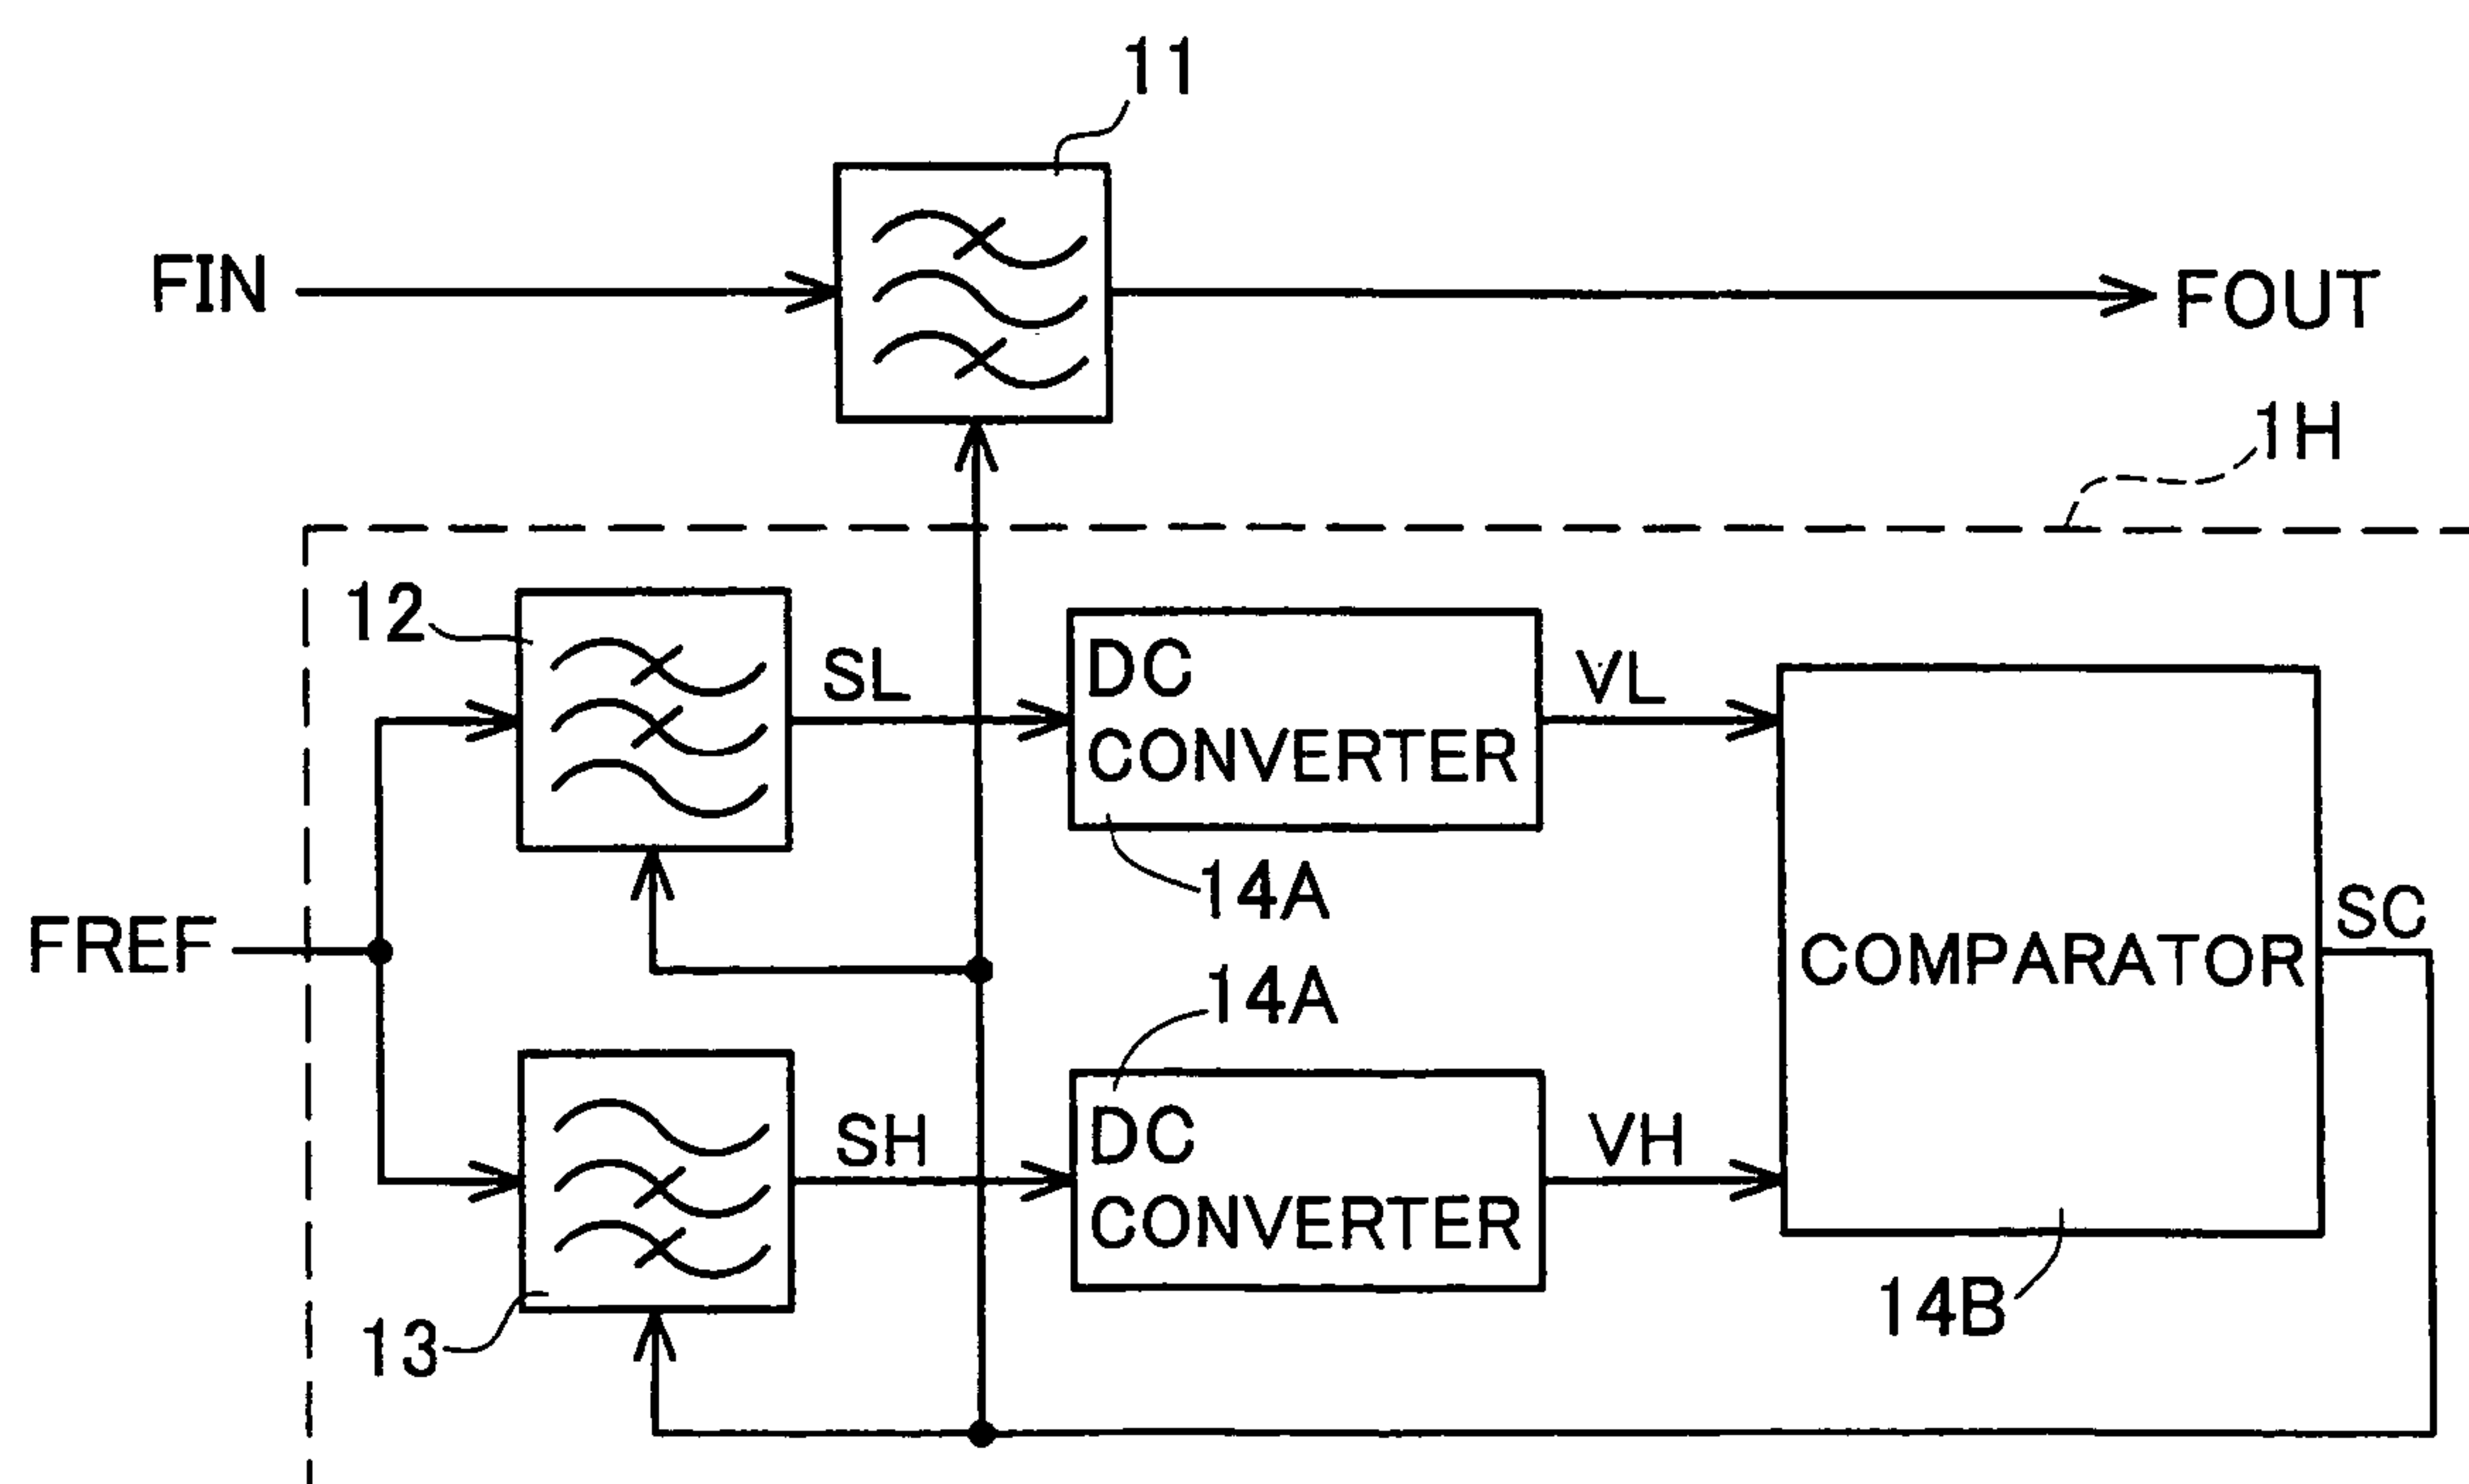 11
FIN
FOUT
1H
12
SL
DC
CONVERTER
VL
14A
FREF
COMPARATOR
SC
14A
SH
DC
CONVERTER
VH
14B
13